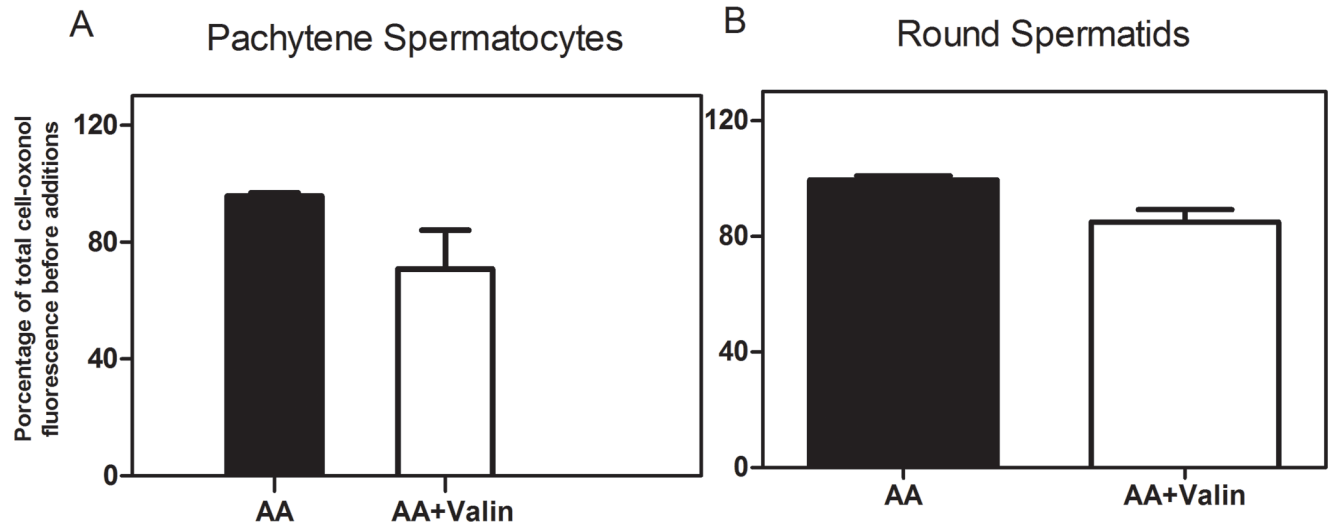 A
Pachytene Spermatocytes
Porcentage of total cell-oxonol
fluorescence before additions
120
80
40
0
AA
AA+Valin
B
Round Spermatids
120
80
40
0
AA
AA+Valin